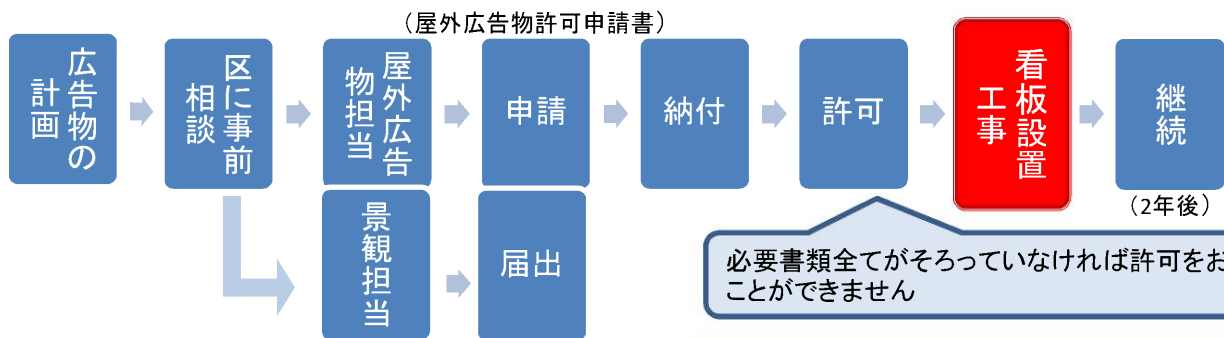 （屋外広告物許可申請書）
広告物の
計画
区に事前
相談
屋外広告
物担当
申請
納付
許可
看板設置
工事
継続
（2年後）
景観担当
届出
必要書類全てがそろっていなければ許可をお
ことができません